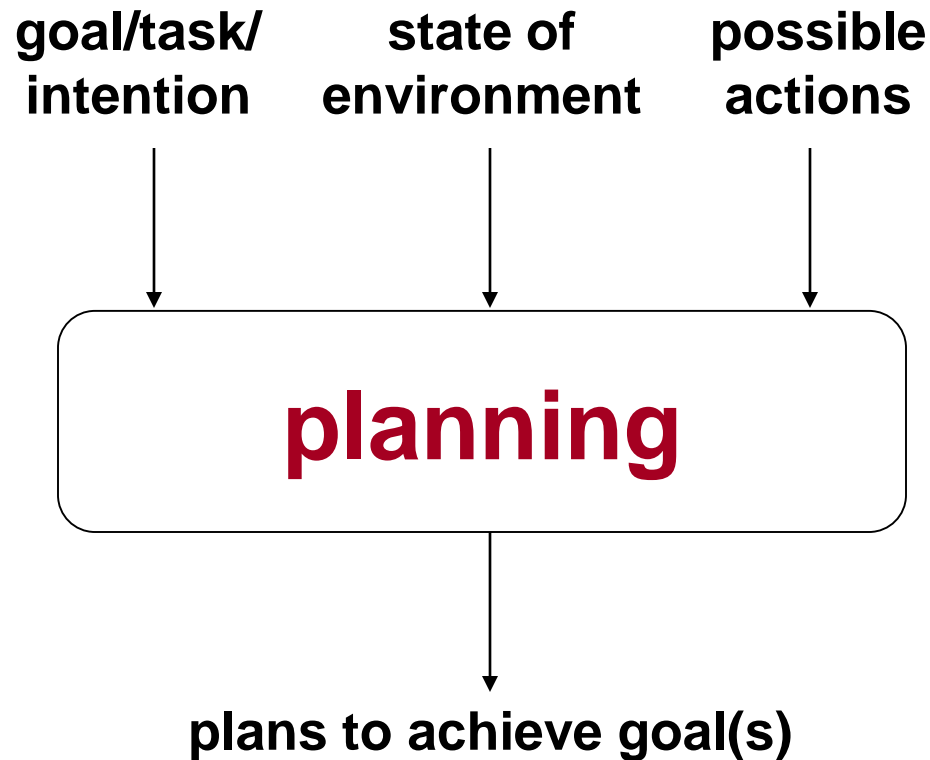 goal/task/
intention
state of
environment
possible
actions
planning
plans to achieve goal(s)